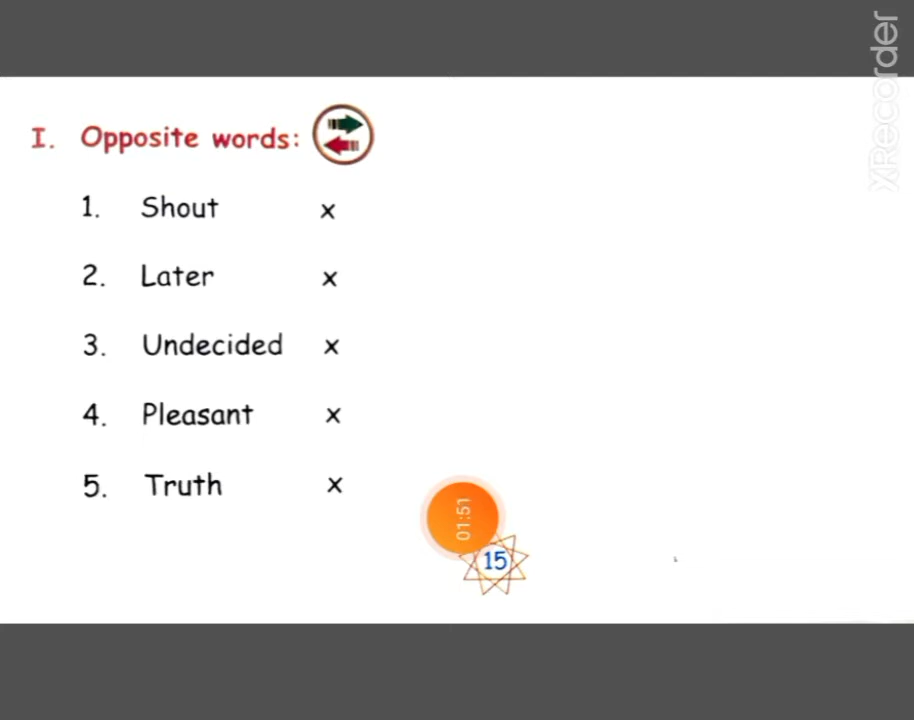 I. Opposite words:
1. Shout x
2. Later x
3. Undecided x
4. Pleasant x
5. Truth x
01:51
15
XRecorder